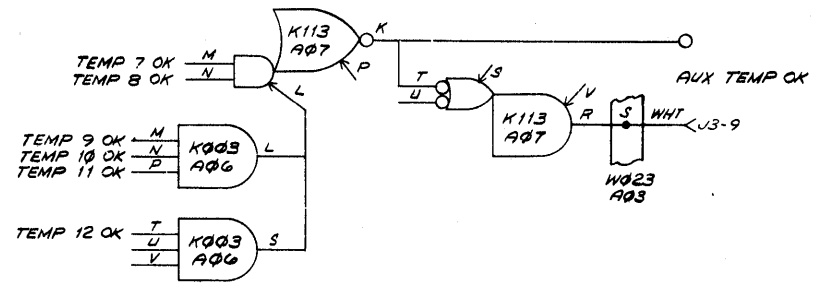 K
K113
AØ7
TEMP 7 OK M
TEMP 8 OK N
P
L
T
U
S
V
AUX TEMP OK
K113
AØ7
R
S
WHT
J3-9
WØ23
AØ3
TEMP 9 OK M
TEMP 1Ø OK N
TEMP 11 OK P
KØØ3
AØ6
L
TEMP 12 OK T
U
V
KØØ3
AØ6
S